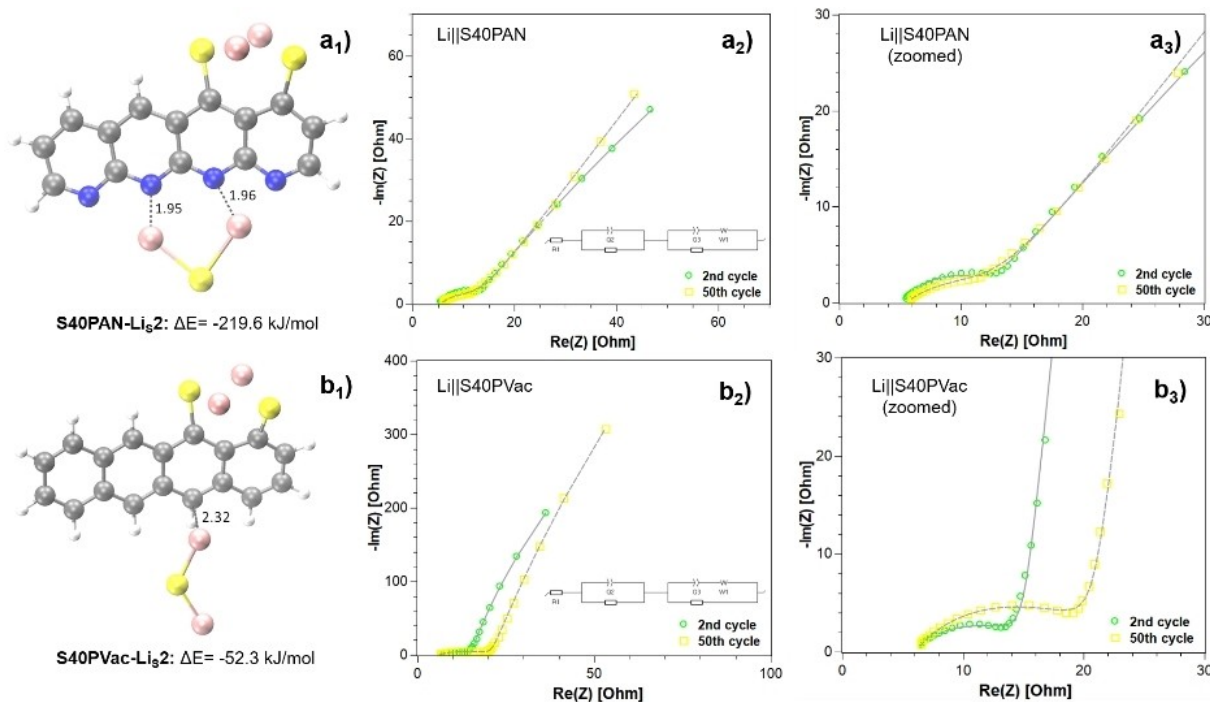 a1)
1.95
1.96
S40PAN-LiS2: ΔE= -219.6 kJ/mol
Li||S40PAN
a2)
60
40
20
0
-Im(Z) [Ohm]
R1
Q2
Q3
W
W1
2nd cycle
50th cycle
0
20
40
60
Re(Z) [Ohm]
Li||S40PAN
(zoomed)
a3)
30
20
10
0
-Im(Z) [Ohm]
2nd cycle
50th cycle
0
10
20
30
Re(Z) [Ohm]
b1)
2.32
S40PVac-LiS2: ΔE= -52.3 kJ/mol
Li||S40PVac
b2)
400
300
200
100
0
-Im(Z) [Ohm]
R1
Q2
Q3
W
W1
2nd cycle
50th cycle
0
50
100
Re(Z) [Ohm]
Li||S40PVac
(zoomed)
b3)
30
20
10
0
-Im(Z) [Ohm]
2nd cycle
50th cycle
0
10
20
30
Re(Z) [Ohm]